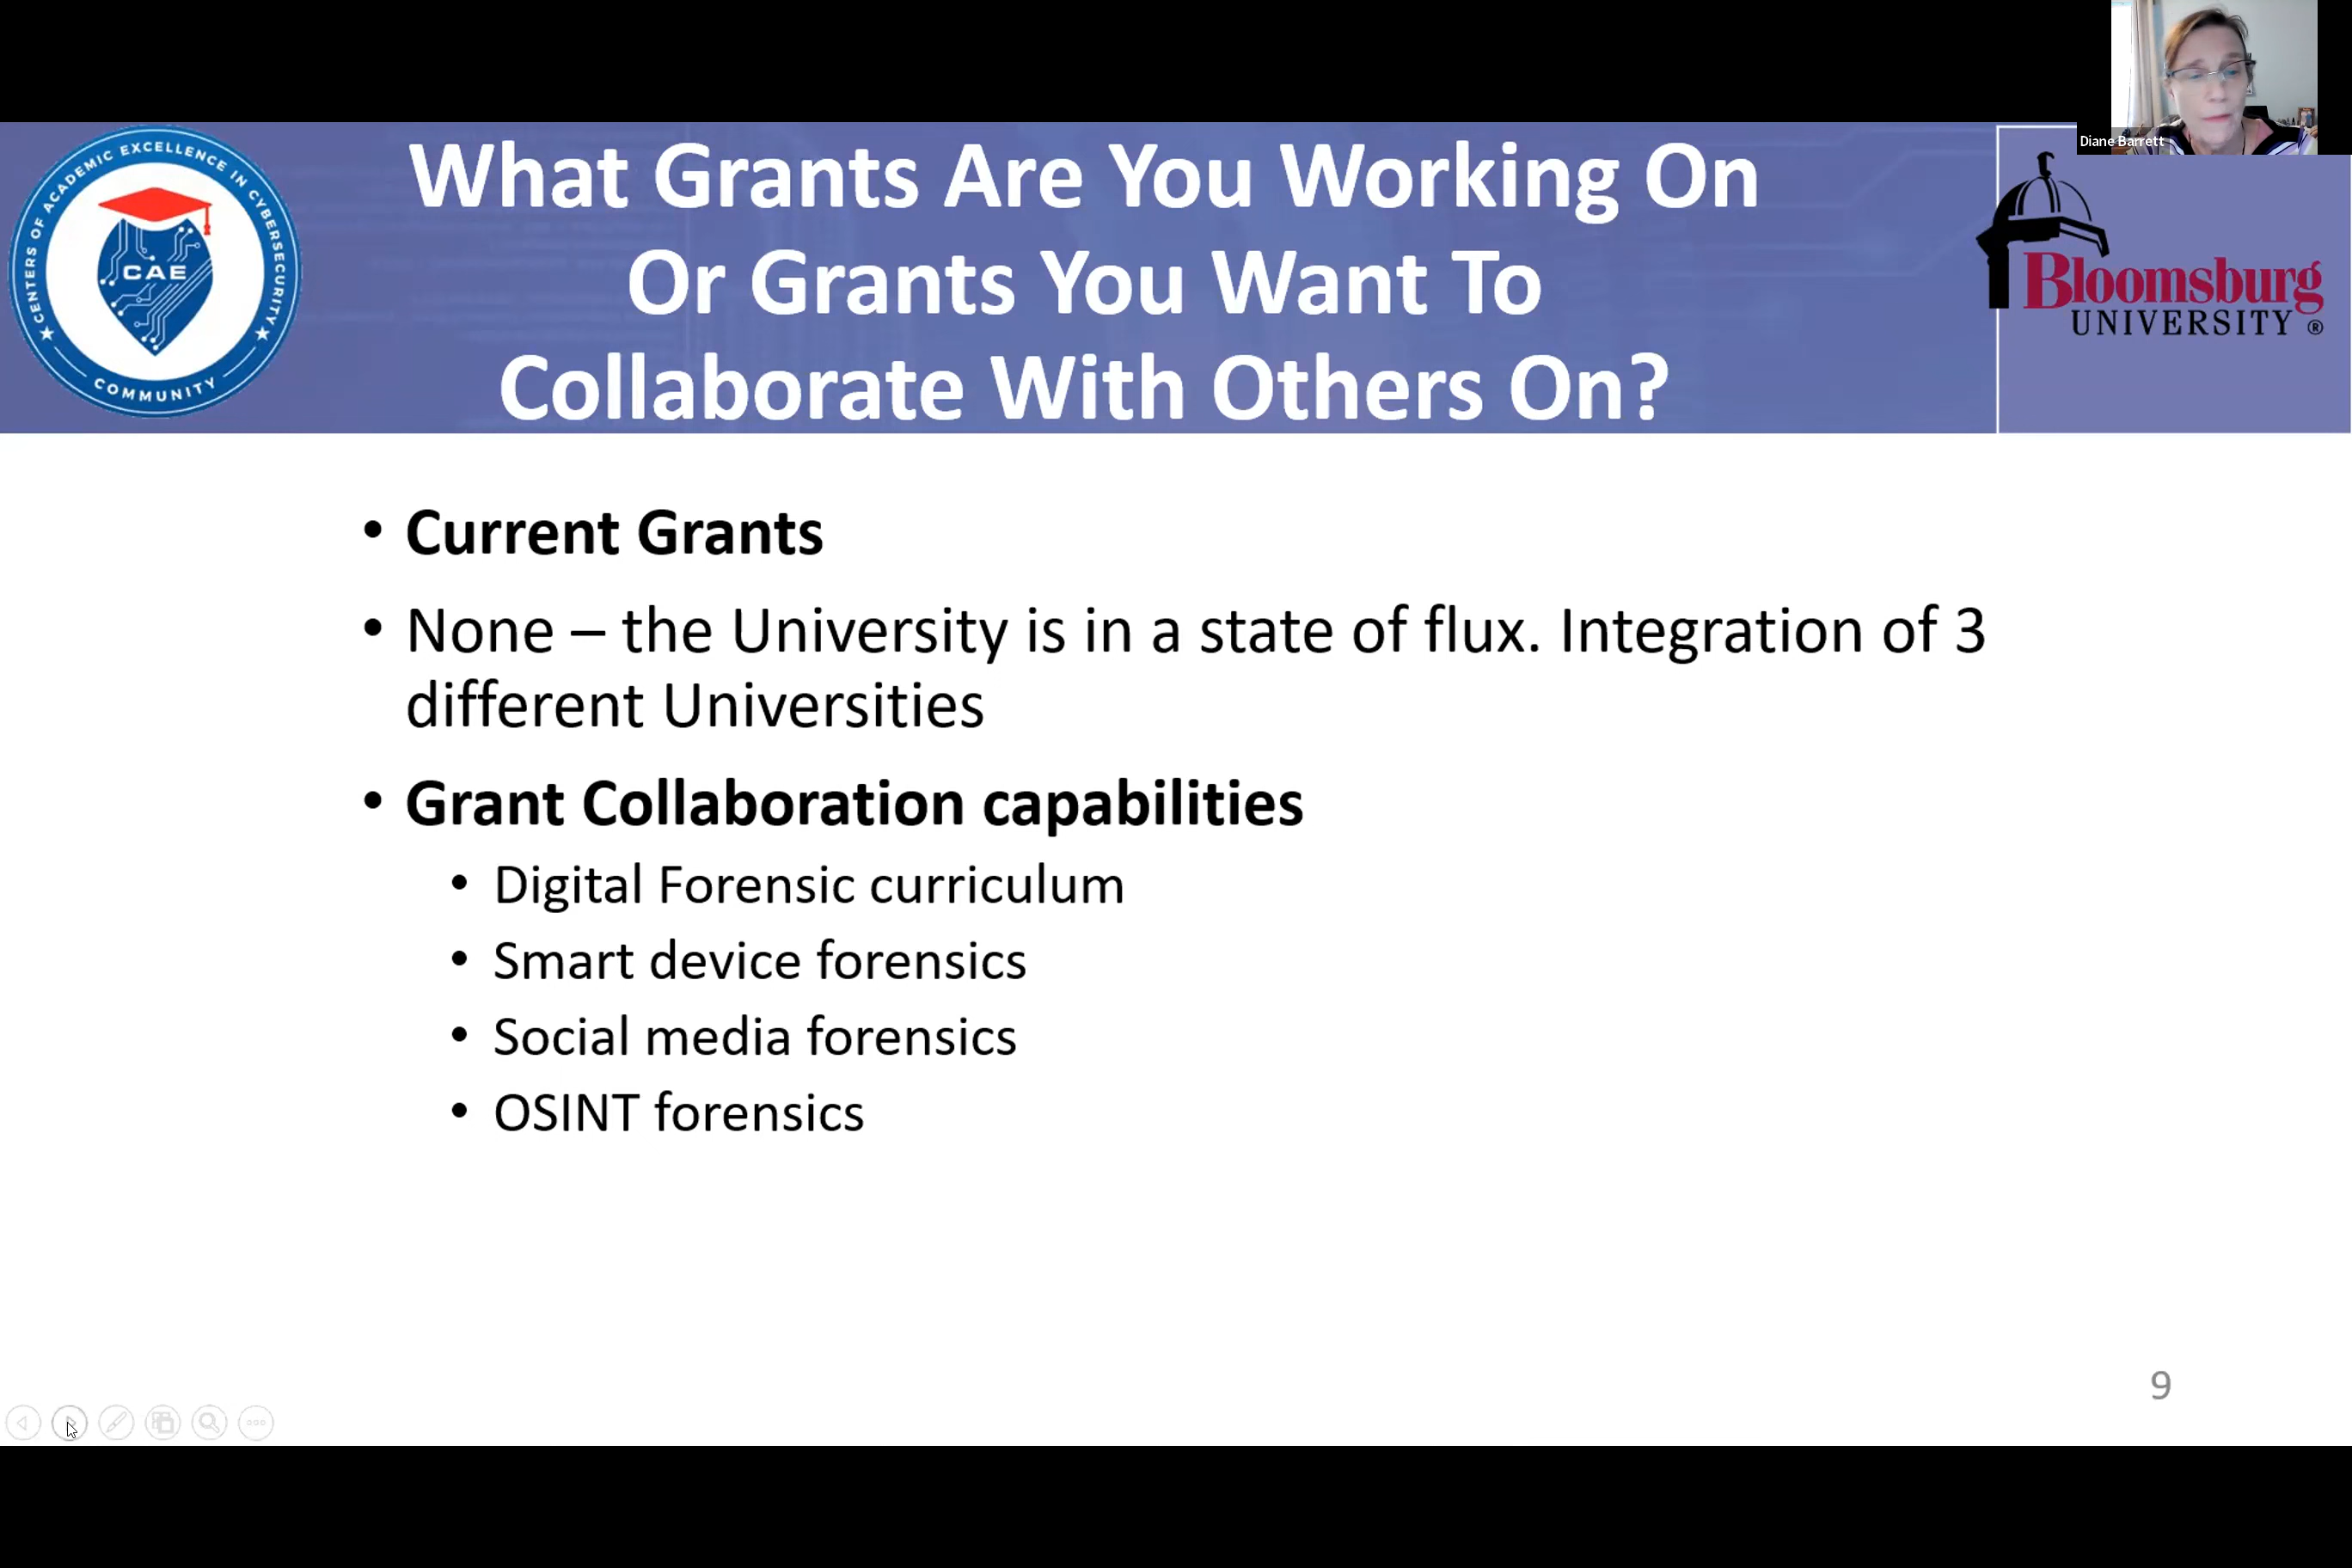 Diane Barrett
CENTERS OF ACADEMIC EXCELLENCE IN CYBERSECURITY
CAE
COMMUNITY
What Grants Are You Working On
Or Grants You Want To
Collaborate With Others On?
Bloomsburg
UNIVERSITY ®
• Current Grants
• None – the University is in a state of flux. Integration of 3
different Universities
• Grant Collaboration capabilities
• Digital Forensic curriculum
• Smart device forensics
• Social media forensics
• OSINT forensics
9